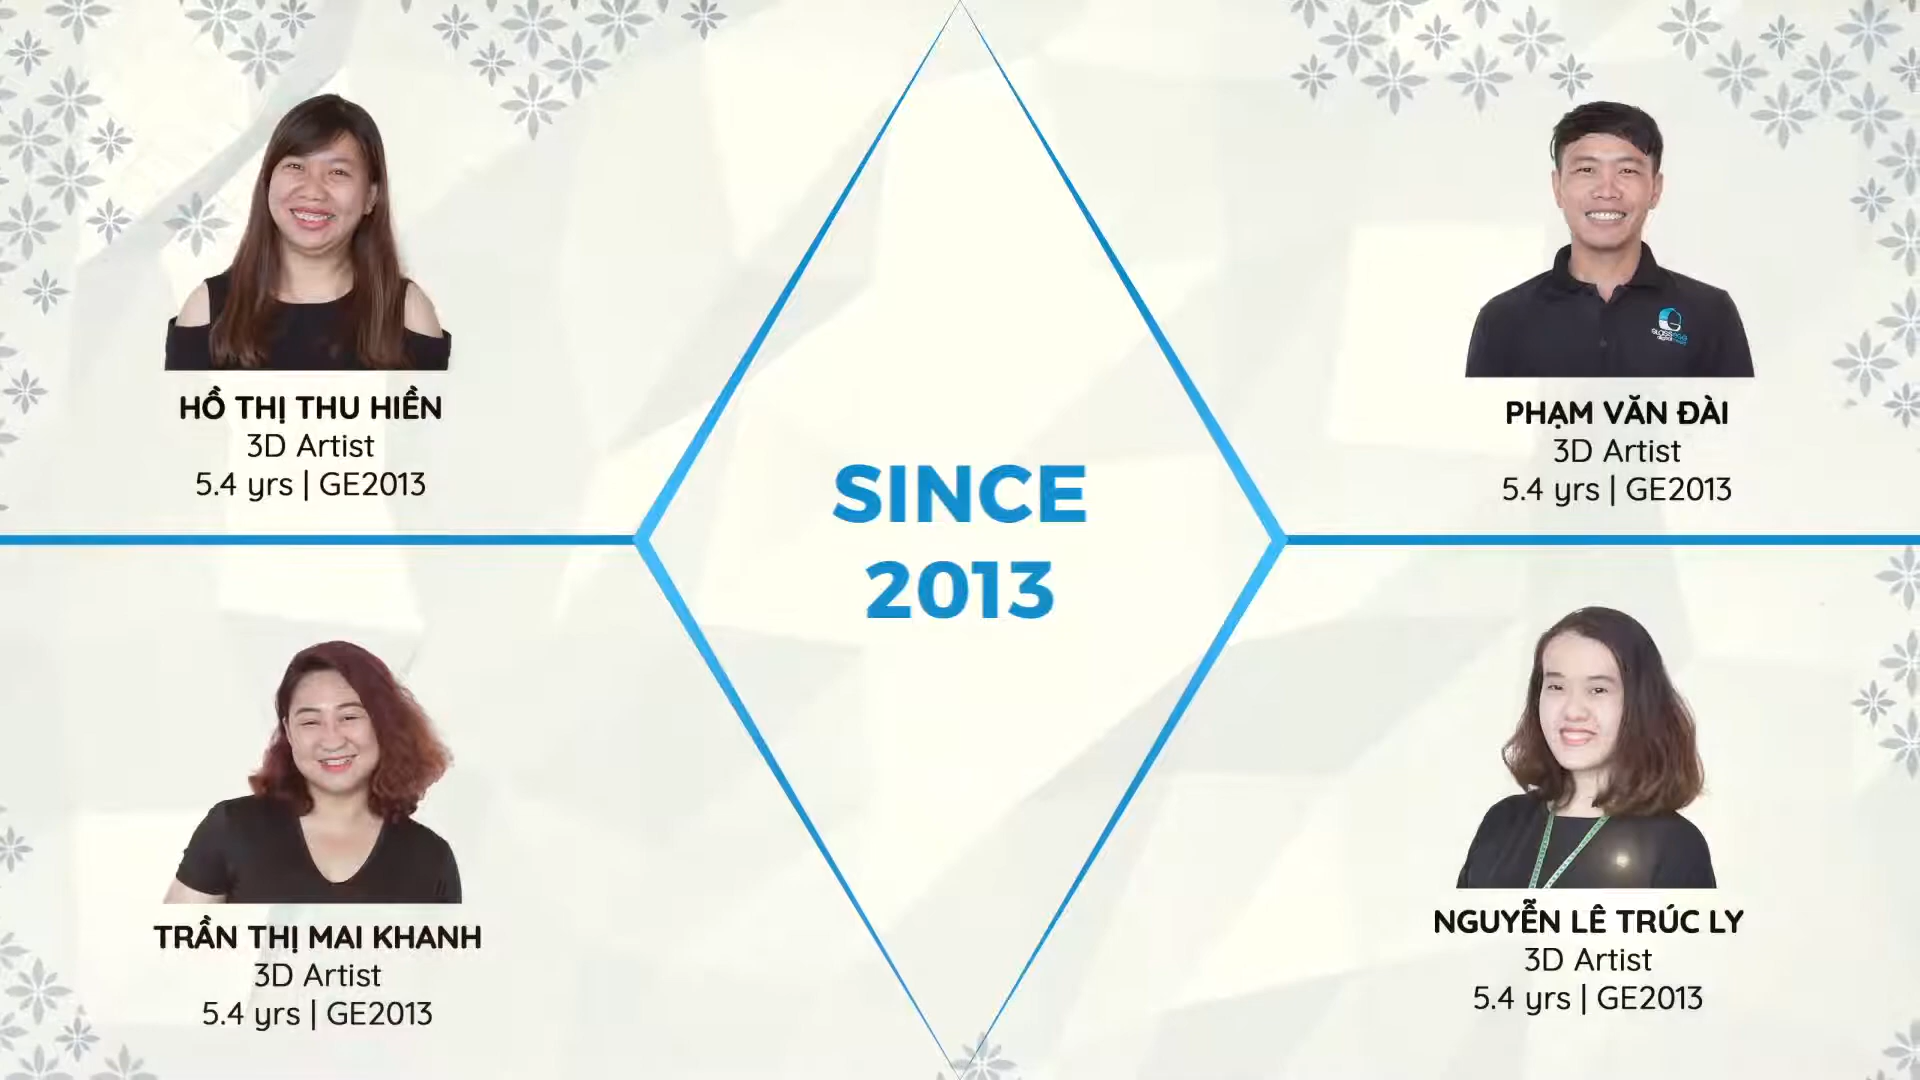 HỒ THỊ THU HIỀN
3D Artist
5.4 yrs | GE2013
PHẠM VĂN ĐÀI
3D Artist
5.4 yrs | GE2013
SINCE
2013
TRẦN THỊ MAI KHANH
3D Artist
5.4 yrs | GE2013
NGUYỄN LÊ TRÚC LY
3D Artist
5.4 yrs | GE2013